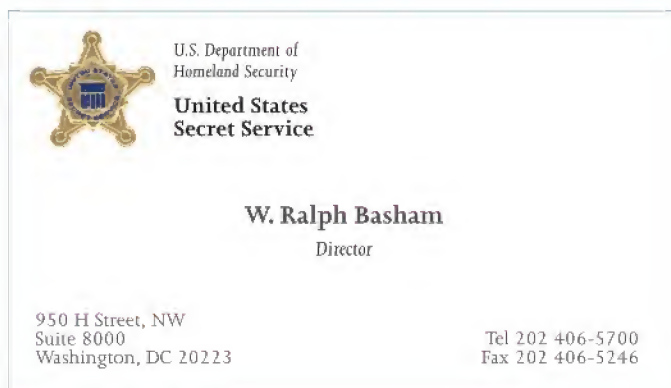 U.S. Department of
Homeland Security
United States
Secret Service
W. Ralph Basham
Director
950 H Street, NW
Suite 8000
Washington, DC 20223
Tel 202 406-5700
Fax 202 406-5246